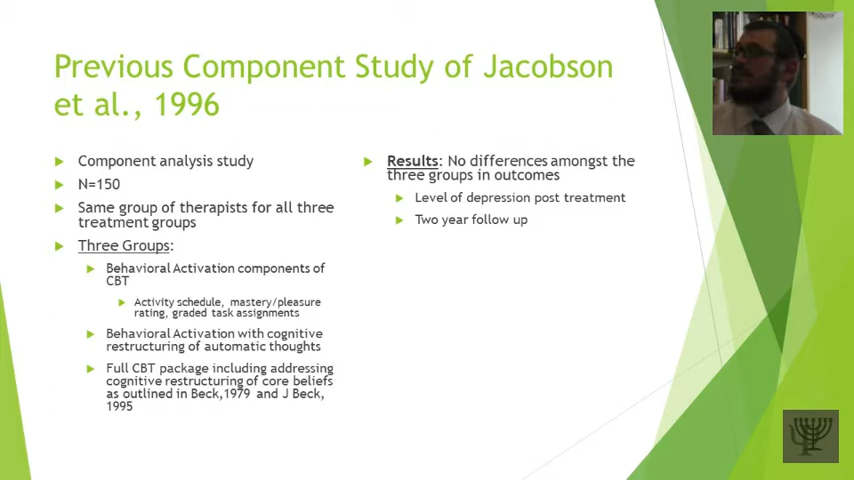 Previous Component Study of Jacobson
et al., 1996
Component analysis study
N=150
Same group of therapists for all three
treatment groups
Three Groups:
Behavioral Activation components of
CBT
Activity schedule, mastery/pleasure
rating, graded task assignments
Behavioral Activation with cognitive
restructuring of automatic thoughts
Full CBT package including addressing
cognitive restructuring of core beliefs
as outlined in Beck,1979 and J Beck,
1995
Results: No differences amongst the
three groups in outcomes
Level of depression post treatment
Two year follow up